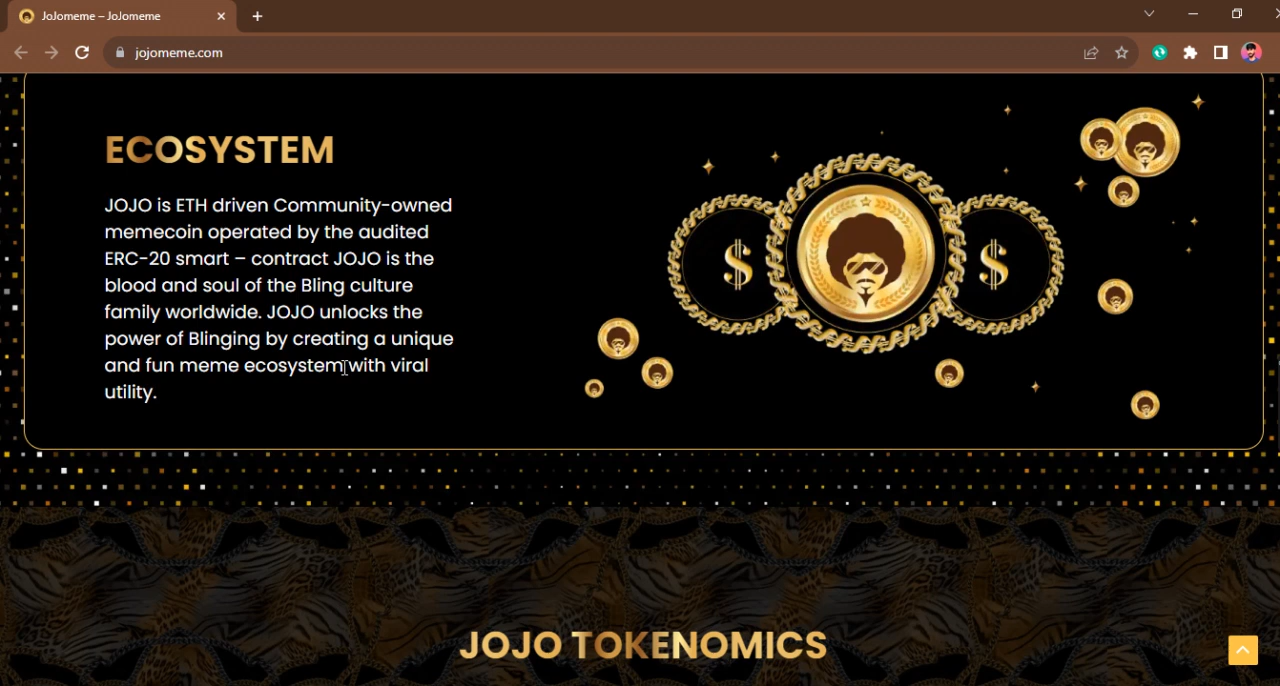 JoJomeme – JoJomeme
jojomeme.com
ECOSYSTEM
JOJO is ETH driven Community-owned
memecoin operated by the audited
ERC-20 smart – contract JOJO is the
blood and soul of the Bling culture
family worldwide. JOJO unlocks the
power of Blinging by creating a unique
and fun meme ecosystem with viral
utility.
$
$
JOJO TOKENOMICS